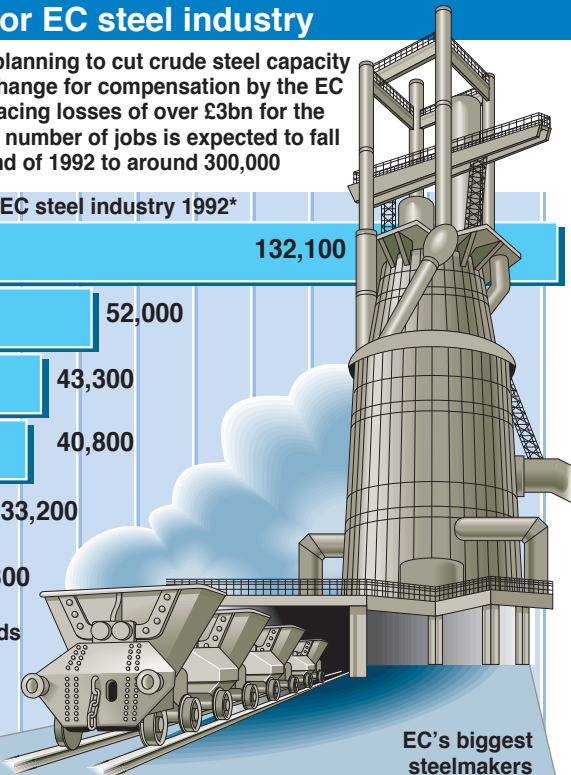 or EC steel industry
planning to cut crude steel capacity
change for compensation by the EC
acing losses of over £3bn for the
number of jobs is expected to fall
nd of 1992 to around 300,000
EC steel industry 1992*
132,100
52,000
43,300
40,800
33,200
00
ds
EC's biggest
steelmakers